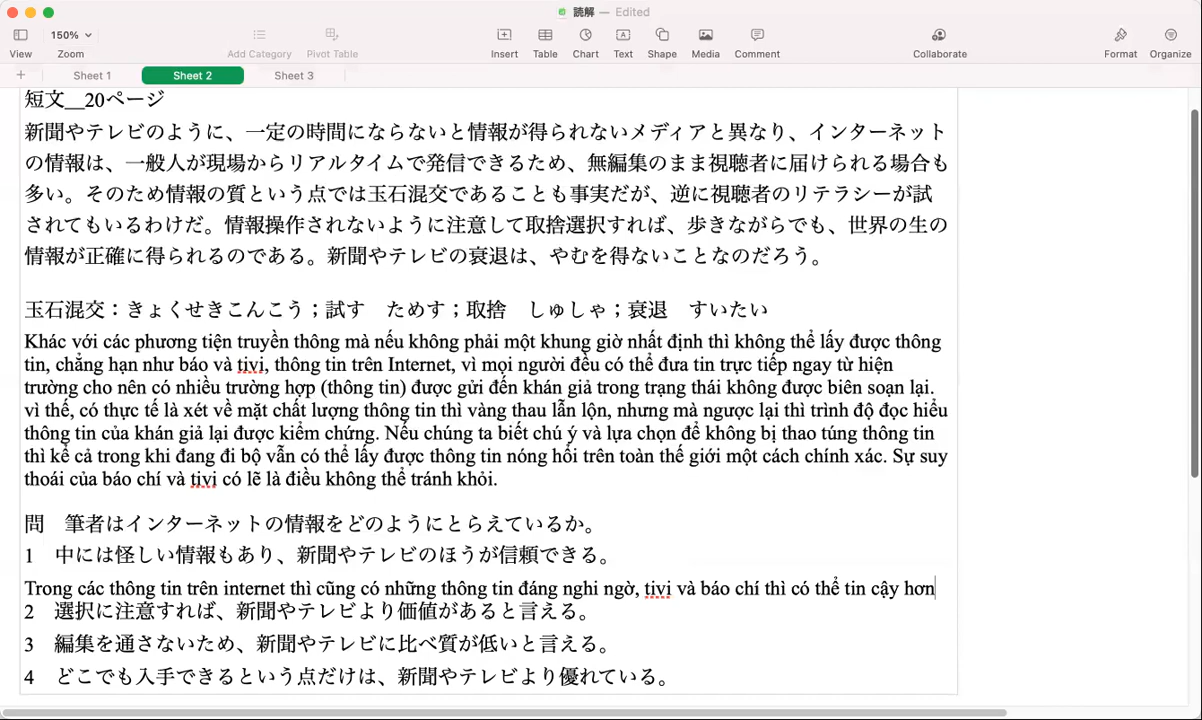 読解 — Edited
150%
View
Zoom
Add Category
Pivot Table
Insert
Table
Chart
Text
Shape
Media
Comment
Collaborate
Format
Organize
Sheet 1
Sheet 2
Sheet 3
短文__20ページ
新聞やテレビのように、一定の時間にならないと情報が得られないメディアと異なり、インターネット
の情報は、一般人が現場からリアルタイムで発信できるため、無編集のまま視聴者に届けられる場合も
多い。そのため情報の質という点では玉石混交であることも事実だが、逆に視聴者のリテラシーが試
されてもいるわけだ。情報操作されないように注意して取捨選択すれば、歩きながらでも、世界の生の
情報が正確に得られるのである。新聞やテレビの衰退は、やむを得ないことなのだろう。
玉石混交：きょくせきこんこう；試す　ためす；取捨　しゅしゃ；衰退　すいたい
Khác với các phương tiện truyền thông mà nếu không phải một khung giờ nhất định thì không thể lấy được thông
tin, chẳng hạn như báo và tivi, thông tin trên Internet, vì mọi người đều có thể đưa tin trực tiếp ngay từ hiện
trường cho nên có nhiều trường hợp (thông tin) được gửi đến khán giả trong trạng thái không được biên soạn lại.
vì thế, có thực tế là xét về mặt chất lượng thông tin thì vàng thau lẫn lộn, nhưng mà ngược lại thì trình độ đọc hiểu
thông tin của khán giả lại được kiểm chứng. Nếu chúng ta biết chú ý và lựa chọn để không bị thao túng thông tin
thì kể cả trong khi đang đi bộ vẫn có thể lấy được thông tin nóng hổi trên toàn thế giới một cách chính xác. Sự suy
thoái của báo chí và tivi có lẽ là điều không thể tránh khỏi.
問　筆者はインターネットの情報をどのようにとらえているか。
1　中には怪しい情報もあり、新聞やテレビのほうが信頼できる。
Trong các thông tin trên internet thì cũng có những thông tin đáng nghi ngờ, tivi và báo chí thì có thể tin cậy hơn
2　選択に注意すれば、新聞やテレビより価値があると言える。
3　編集を通さないため、新聞やテレビに比べ質が低いと言える。
4　どこでも入手できるという点だけは、新聞やテレビより優れている。